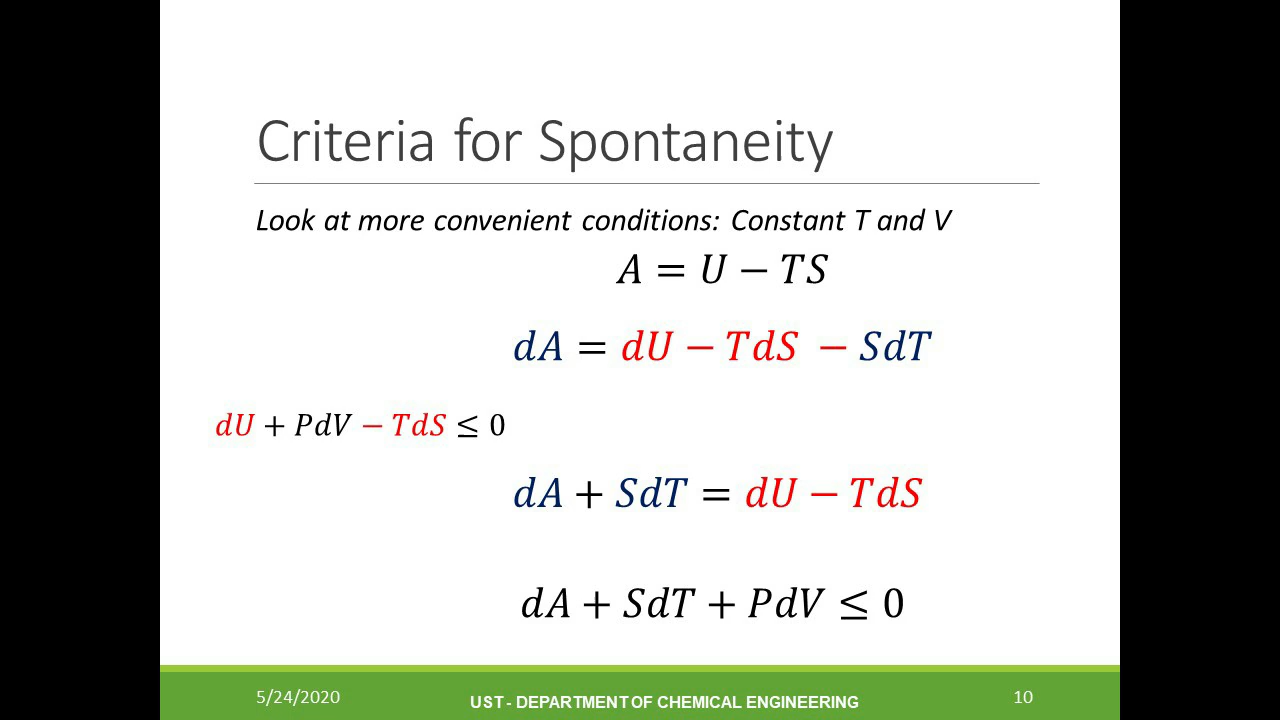 Criteria for Spontaneity
Look at more convenient conditions: Constant T and V
A = U − TS
dA = dU − TdS − SdT
dU + PdV − TdS ≤ 0
dA + SdT = dU − TdS
dA + SdT + PdV ≤ 0
5/24/2020 UST - DEPARTMENT OF CHEMICAL ENGINEERING 10